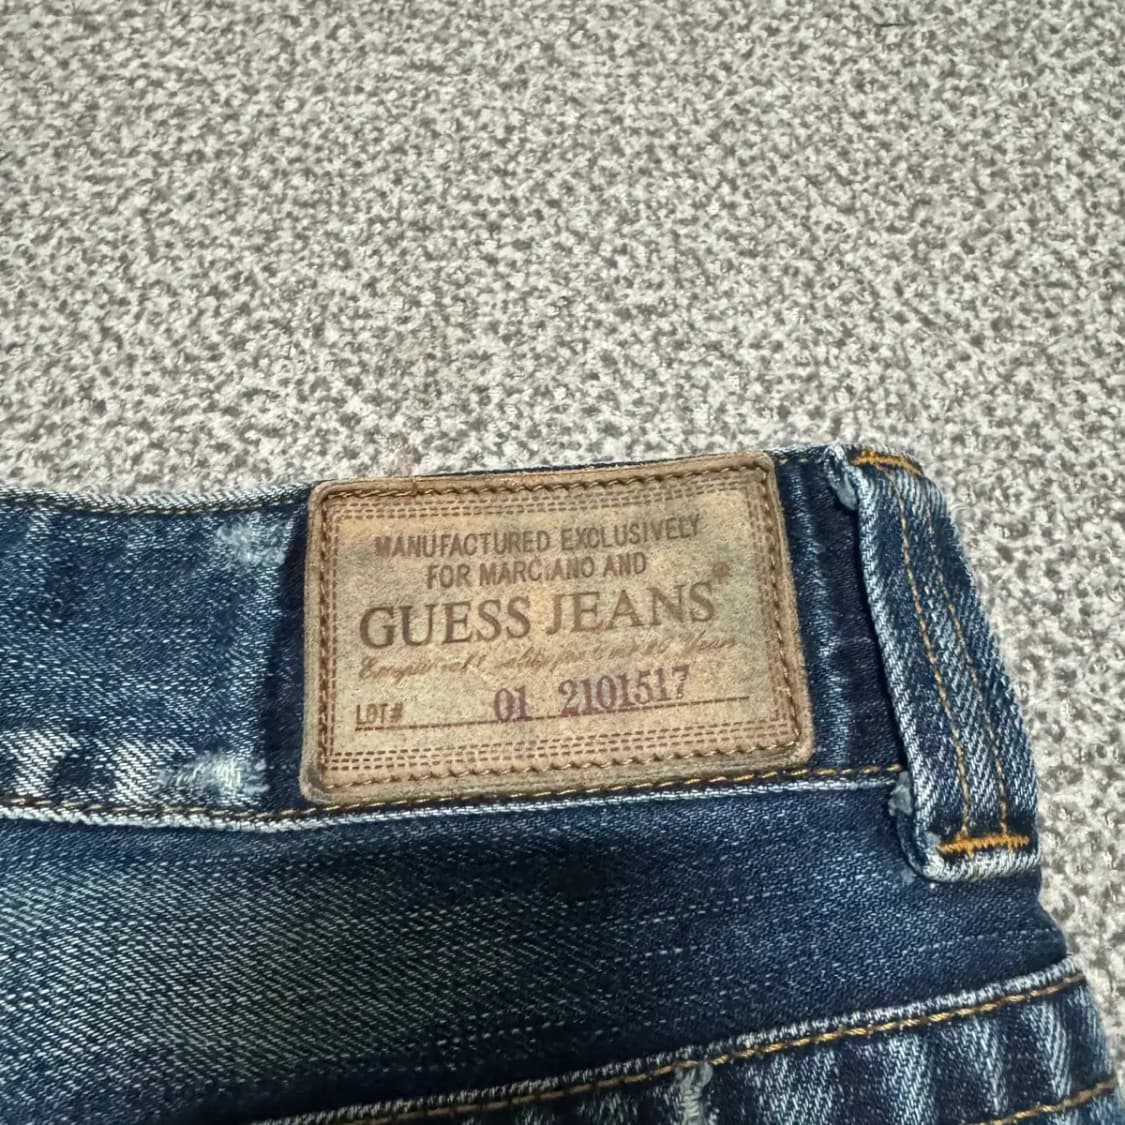 MANUFACTURED EXCLUSIVELY
FOR MARCIANO AND
GUESS JEANS®
LOT# 01 2101517